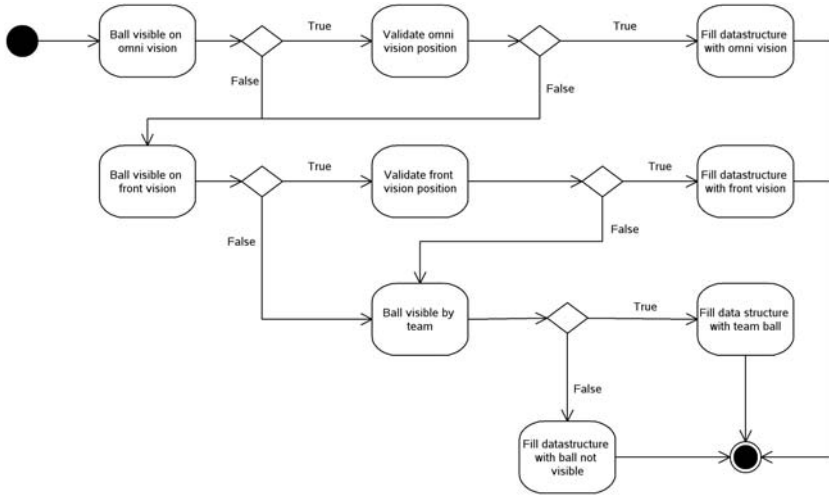 Ball visible on
omni vision
True
Validate omni
vision position
True
Fill datastructure
with omni vision
False
False
Ball visible on
front vision
True
Validate front
vision position
True
Fill datastructure
with front vision
False
False
Ball visible by
team
True
Fill data structure
with team ball
False
Fill datastructure
with ball not
visible